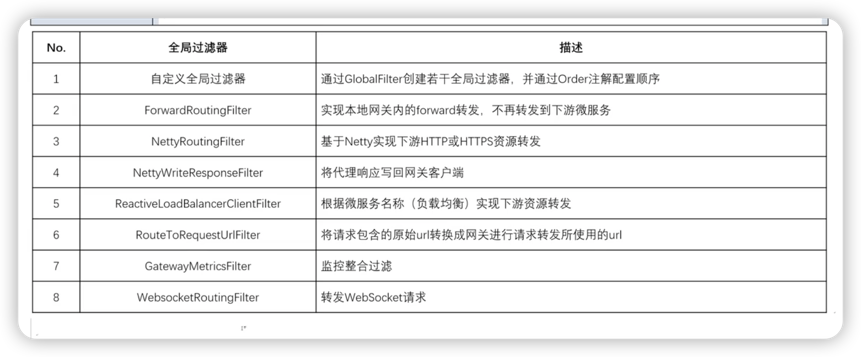 No. 全局过滤器 描述
1 自定义全局过滤器 通过GlobalFilter创建若干全局过滤器，并通过Order注解配置顺序
2 ForwardRoutingFilter 实现本地网关内的forward转发，不再转发到下游微服务
3 NettyRoutingFilter 基于Netty实现下游HTTP或HTTPS资源转发
4 NettyWriteResponseFilter 将代理响应写回网关客户端
5 ReactiveLoadBalancerClientFilter 根据微服务名称（负载均衡）实现下游资源转发
6 RouteToRequestUrlFilter 将请求包含的原始url转换成网关进行请求转发所使用的url
7 GatewayMetricsFilter 监控整合过滤
8 WebsocketRoutingFilter 转发WebSocket请求